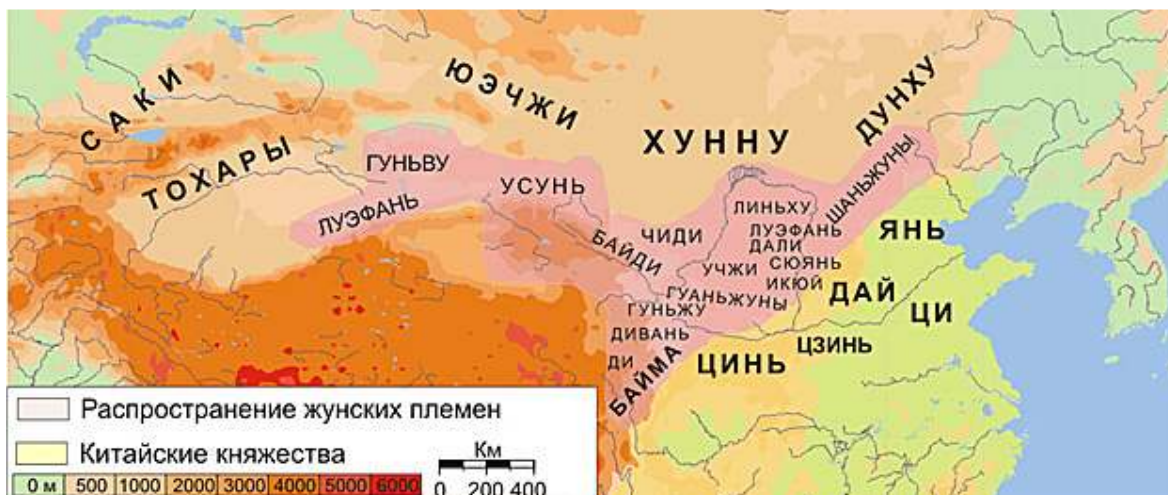 САКИ
ТОХАРЫ
ЮЭЧЖИ
ХУННУ
ДУНХУ
ГУНЬВУ
ЛУЭФАНЬ
УСУНЬ
БАЙДИ
ЧИДИ
ЛИНЬХУ
ЛУЭФАНЬ
ДАЛИ
ШАНЬЖУНЫ
УЧЖИ
СЮЯНЬ
ИКЮЙ
ГУАНЬЖУНЫ
ГУНЬЖУ
ДИВАНЬ
ДИ
БАЙМА
ЯНЬ
ДАЙ
ЦИ
ЦИНЬ
ЦЗИНЬ
Распространение жунских племен
Китайские княжества
Км
0 м 500 1000 2000 3000 4000 5000 6000
0 200 400